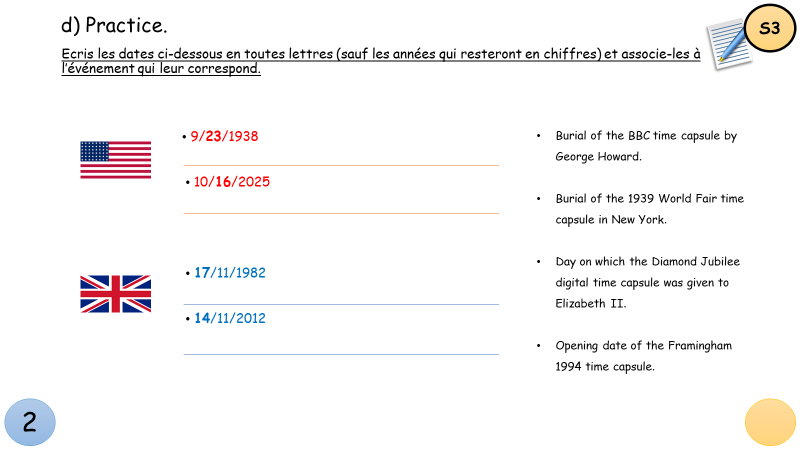 d) Practice.
S3
Ecris les dates ci-dessous en toutes lettres (sauf les années qui resteront en chiffres) et associe-les à
l'événement qui leur correspond.
• 9/23/1938
• 10/16/2025
• 17/11/1982
• 14/11/2012
• Burial of the BBC time capsule by
George Howard.
• Burial of the 1939 World Fair time
capsule in New York.
• Day on which the Diamond Jubilee
digital time capsule was given to
Elizabeth II.
• Opening date of the Framingham
1994 time capsule.
2